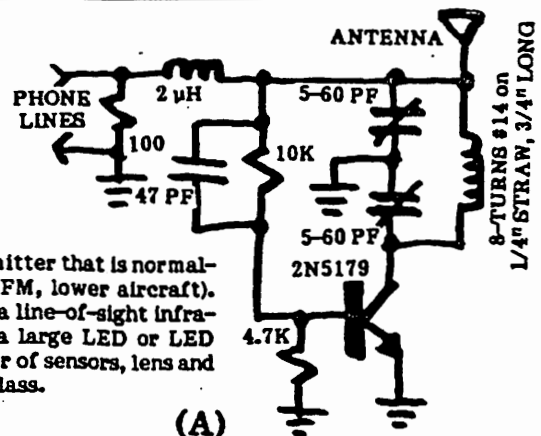 ANTENNA
PHONE
LINES
2 µH
5-60 PF
100
47 PF
10K
5-60 PF
8-TURNS #14 on
1/4" STRAW, 3/4" LONG
2N5179
4.7K
itter that is normal-
FM, lower aircraft).
a line-of-sight infra-
a large LED or LED
r of sensors, lens and
lass.
(A)